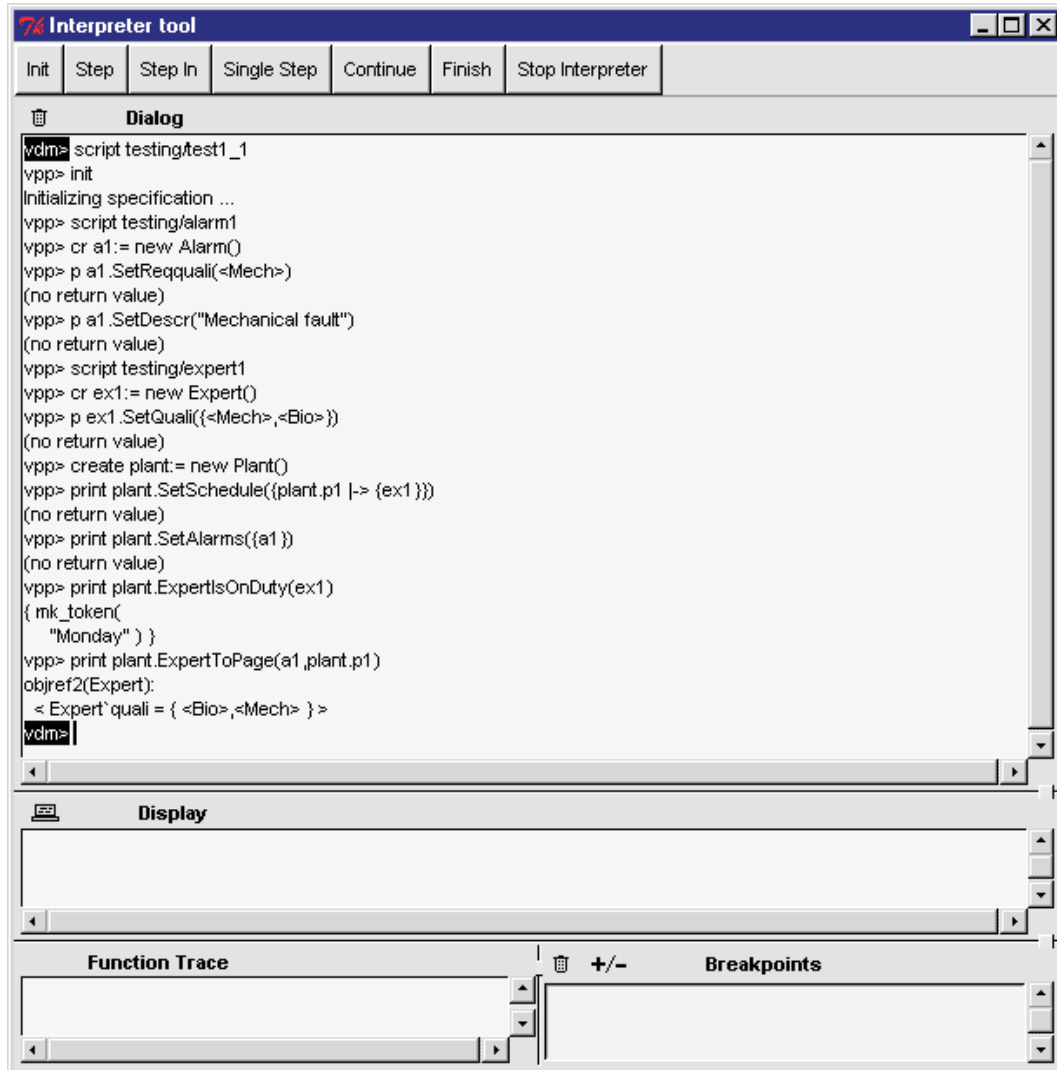 Interpreter tool
Init Step Step In Single Step Continue Finish Stop Interpreter
Dialog
vdm> script testing/test1_1
vpp> init
Initializing specification ...
vpp> script testing/alarm1
vpp> cr a1:= new Alarm()
vpp> p a1.SetReqquali(<Mech>)
(no return value)
vpp> p a1.SetDescr("Mechanical fault")
(no return value)
vpp> script testing/expert1
vpp> cr ex1:= new Expert()
vpp> p ex1.SetQuali({<Mech>,<Bio>})
(no return value)
vpp> create plant:= new Plant()
vpp> print plant.SetSchedule({plant.p1 |-> {ex1}})
(no return value)
vpp> print plant.SetAlarms({a1})
(no return value)
vpp> print plant.ExpertIsOnDuty(ex1)
{ mk_token(
"Monday" ) }
vpp> print plant.ExpertToPage(a1,plant.p1)
objref2(Expert):
< Expert`quali = { <Bio>,<Mech> } >
vdm>
Display
Function Trace +/- Breakpoints